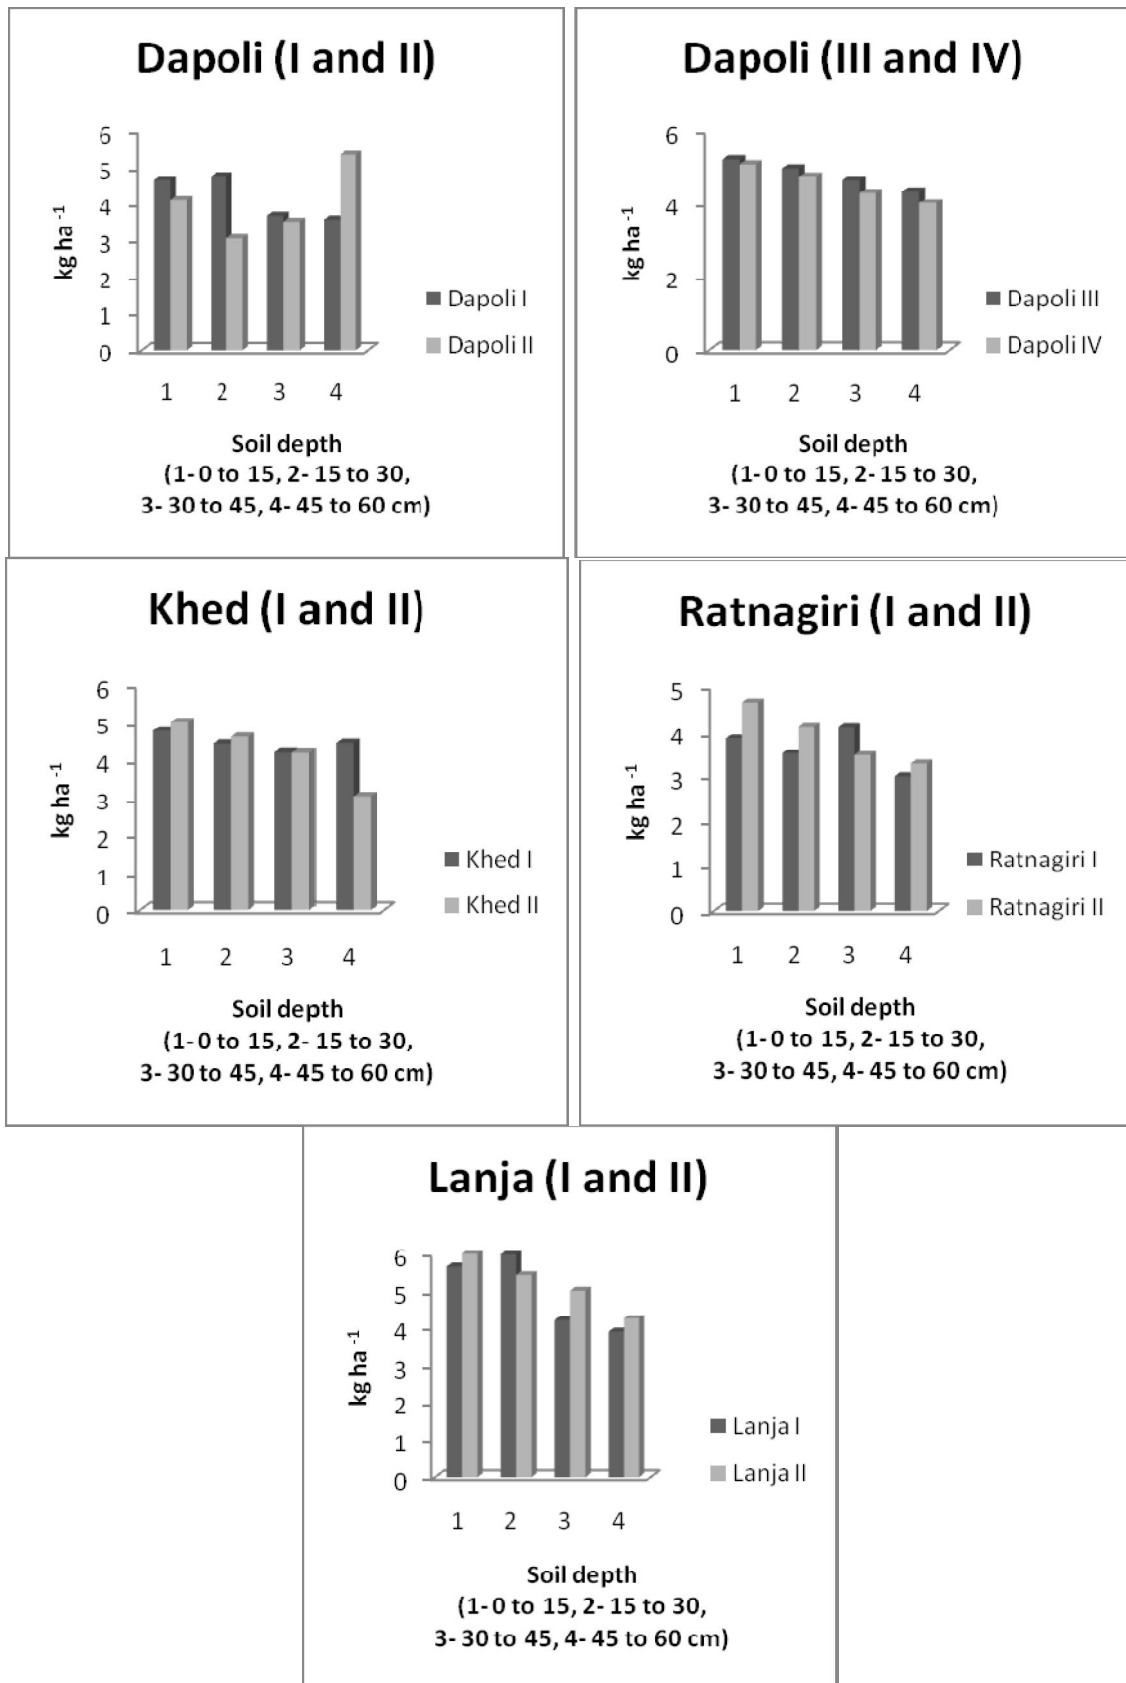 Dapoli (I and II)
6
5
4
3
2
1
0
kg ha -1
1 2 3 4
Dapoli I
Dapoli II
Soil depth
(1- 0 to 15, 2- 15 to 30,
3- 30 to 45, 4- 45 to 60 cm)
Dapoli (III and IV)
6
4
2
0
kg ha -1
1 2 3 4
Dapoli III
Dapoli IV
Soil depth
(1- 0 to 15, 2- 15 to 30,
3- 30 to 45, 4- 45 to 60 cm)
Khed (I and II)
6
5
4
3
2
1
0
kg ha -1
1 2 3 4
Khed I
Khed II
Soil depth
(1- 0 to 15, 2- 15 to 30,
3- 30 to 45, 4- 45 to 60 cm)
Ratnagiri (I and II)
5
4
3
2
1
0
kg ha -1
1 2 3 4
Ratnagiri I
Ratnagiri II
Soil depth
(1- 0 to 15, 2- 15 to 30,
3- 30 to 45, 4- 45 to 60 cm)
Lanja (I and II)
6
5
4
3
2
1
0
kg ha -1
1 2 3 4
Lanja I
Lanja II
Soil depth
(1- 0 to 15, 2- 15 to 30,
3- 30 to 45, 4- 45 to 60 cm)